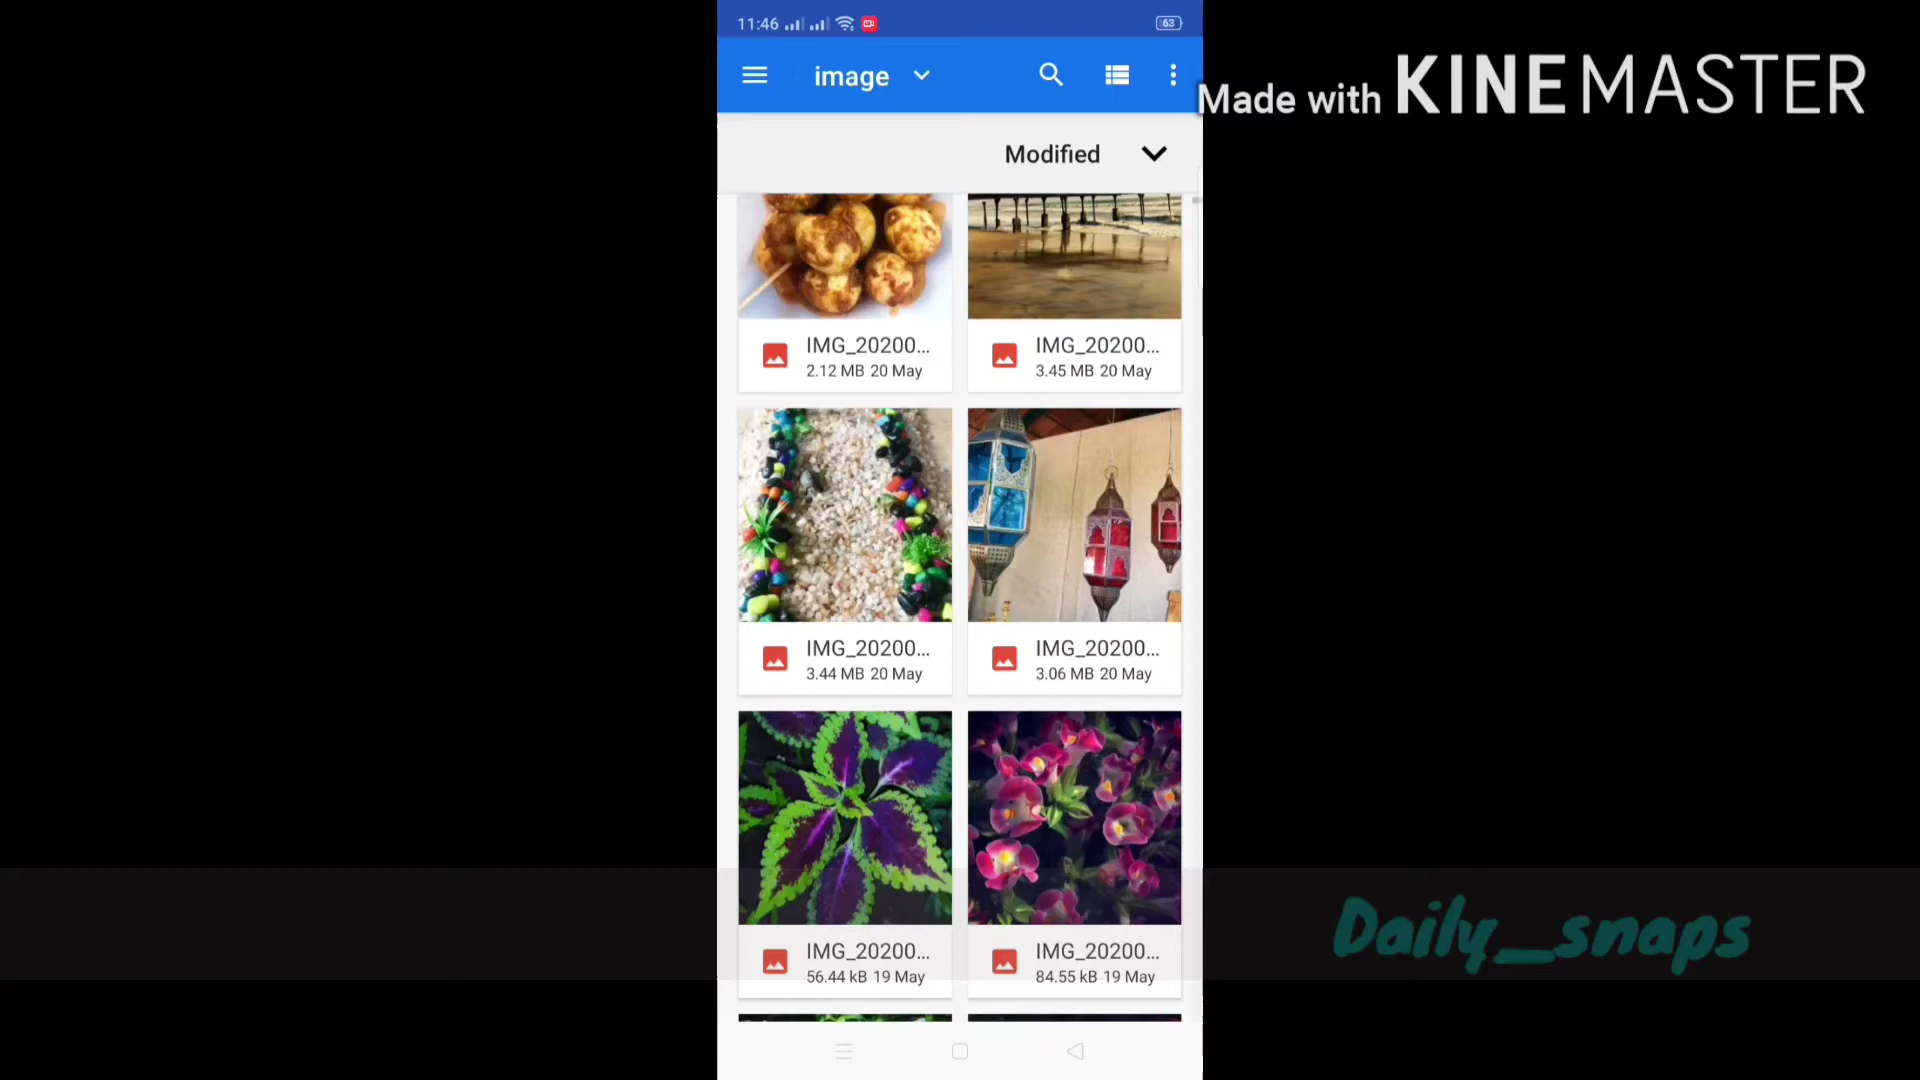 11:46
63
image
Made with KINEMASTER
Modified
IMG_20200... IMG_20200...
2.12 MB 20 May 3.45 MB 20 May
IMG_20200... IMG_20200...
3.44 MB 20 May 3.06 MB 20 May
IMG_20200... IMG_20200...
56.44 kB 19 May 84.55 kB 19 May
Daily_snaps